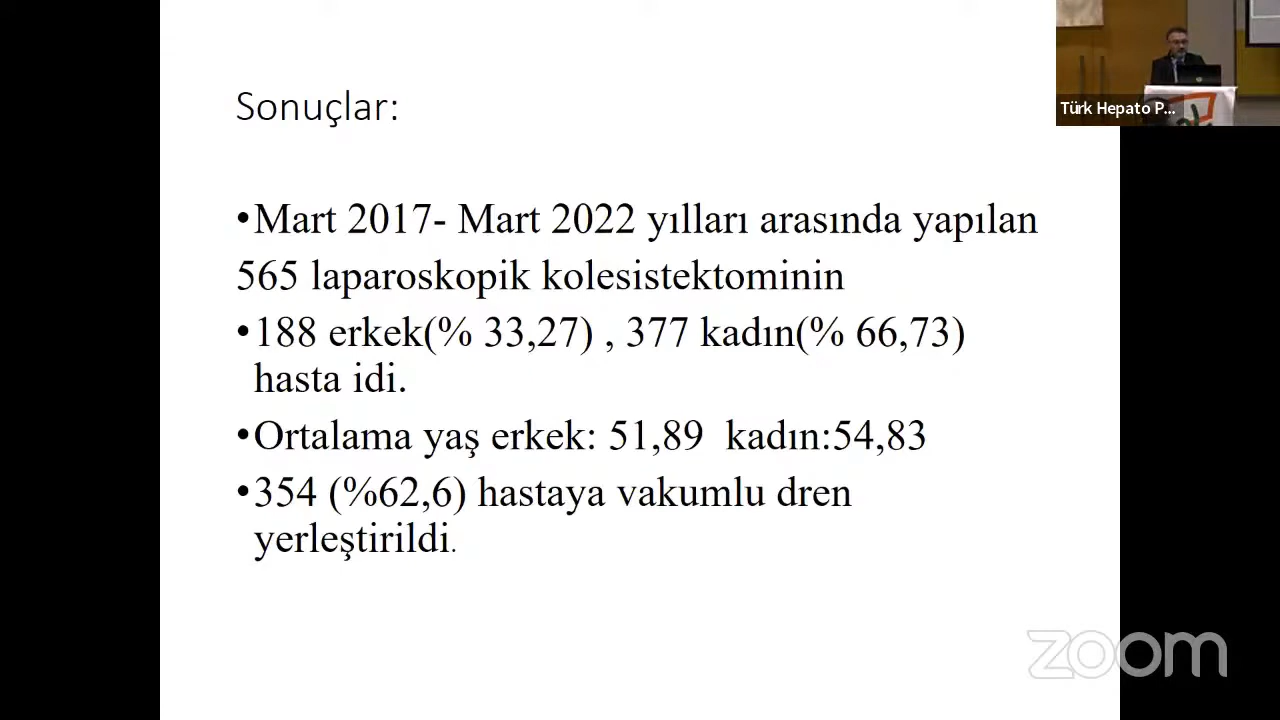 Sonuçlar:
•Mart 2017- Mart 2022 yılları arasında yapılan
565 laparoskopik kolesistektominin
•188 erkek(% 33,27) , 377 kadın(% 66,73)
hasta idi.
•Ortalama yaş erkek: 51,89 kadın:54,83
•354 (%62,6) hastaya vakumlu dren
yerleştirildi.
Türk Hepato P...
zoom